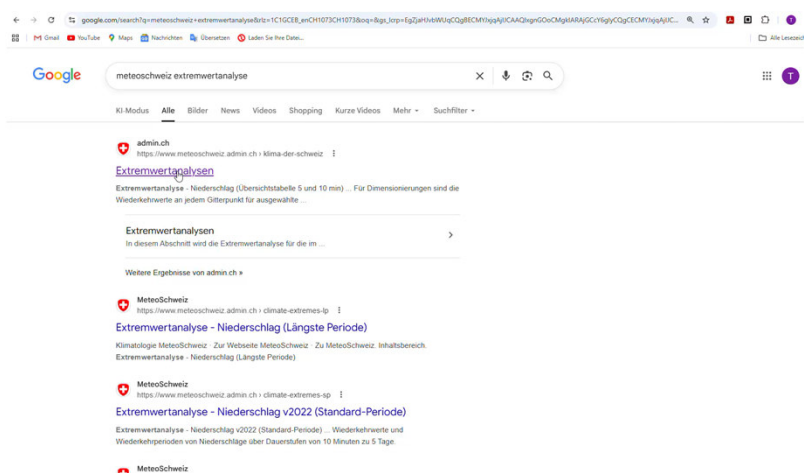 google.com/search?q=meteoschweiz+extremwertanalyse&rlz=1C1GCEB_enCH1073CH1073&oq=
M Gmail YouTube Maps Nachrichten Übersetzen Laden Sie Ihre Datei...
Alle Lesezeich
Google
meteoschweiz extremwertanalyse
T
KI-Modus Alle Bilder News Videos Shopping Kurze Videos Mehr Suchfilter
admin.ch
https://www.meteoschweiz.admin.ch › klima-der-schweiz
Extremwertanalysen
Extremwertanalyse - Niederschlag (Übersichtstabelle 5 und 10 min) ... Für Dimensionierungen sind die
Wiederkehrwerte an jedem Gitterpunkt für ausgewählte ...
Extremwertanalysen
In diesem Abschnitt wird die Extremwertanalyse für die im ...
Weitere Ergebnisse von admin.ch »
MeteoSchweiz
https://www.meteoschweiz.admin.ch › climate-extremes-lp
Extremwertanalyse - Niederschlag (Längste Periode)
Klimatologie MeteoSchweiz · Zur Webseite MeteoSchweiz · Zu MeteoSchweiz. Inhaltsbereich.
Extremwertanalyse - Niederschlag (Längste Periode)
MeteoSchweiz
https://www.meteoschweiz.admin.ch › climate-extremes-sp
Extremwertanalyse - Niederschlag v2022 (Standard-Periode)
Extremwertanalyse - Niederschlag v2022 (Standard-Periode) ... Wiederkehrwerte und
Wiederkehrperioden von Niederschläge über Dauerstufen von 10 Minuten zu 5 Tage.
MeteoSchweiz